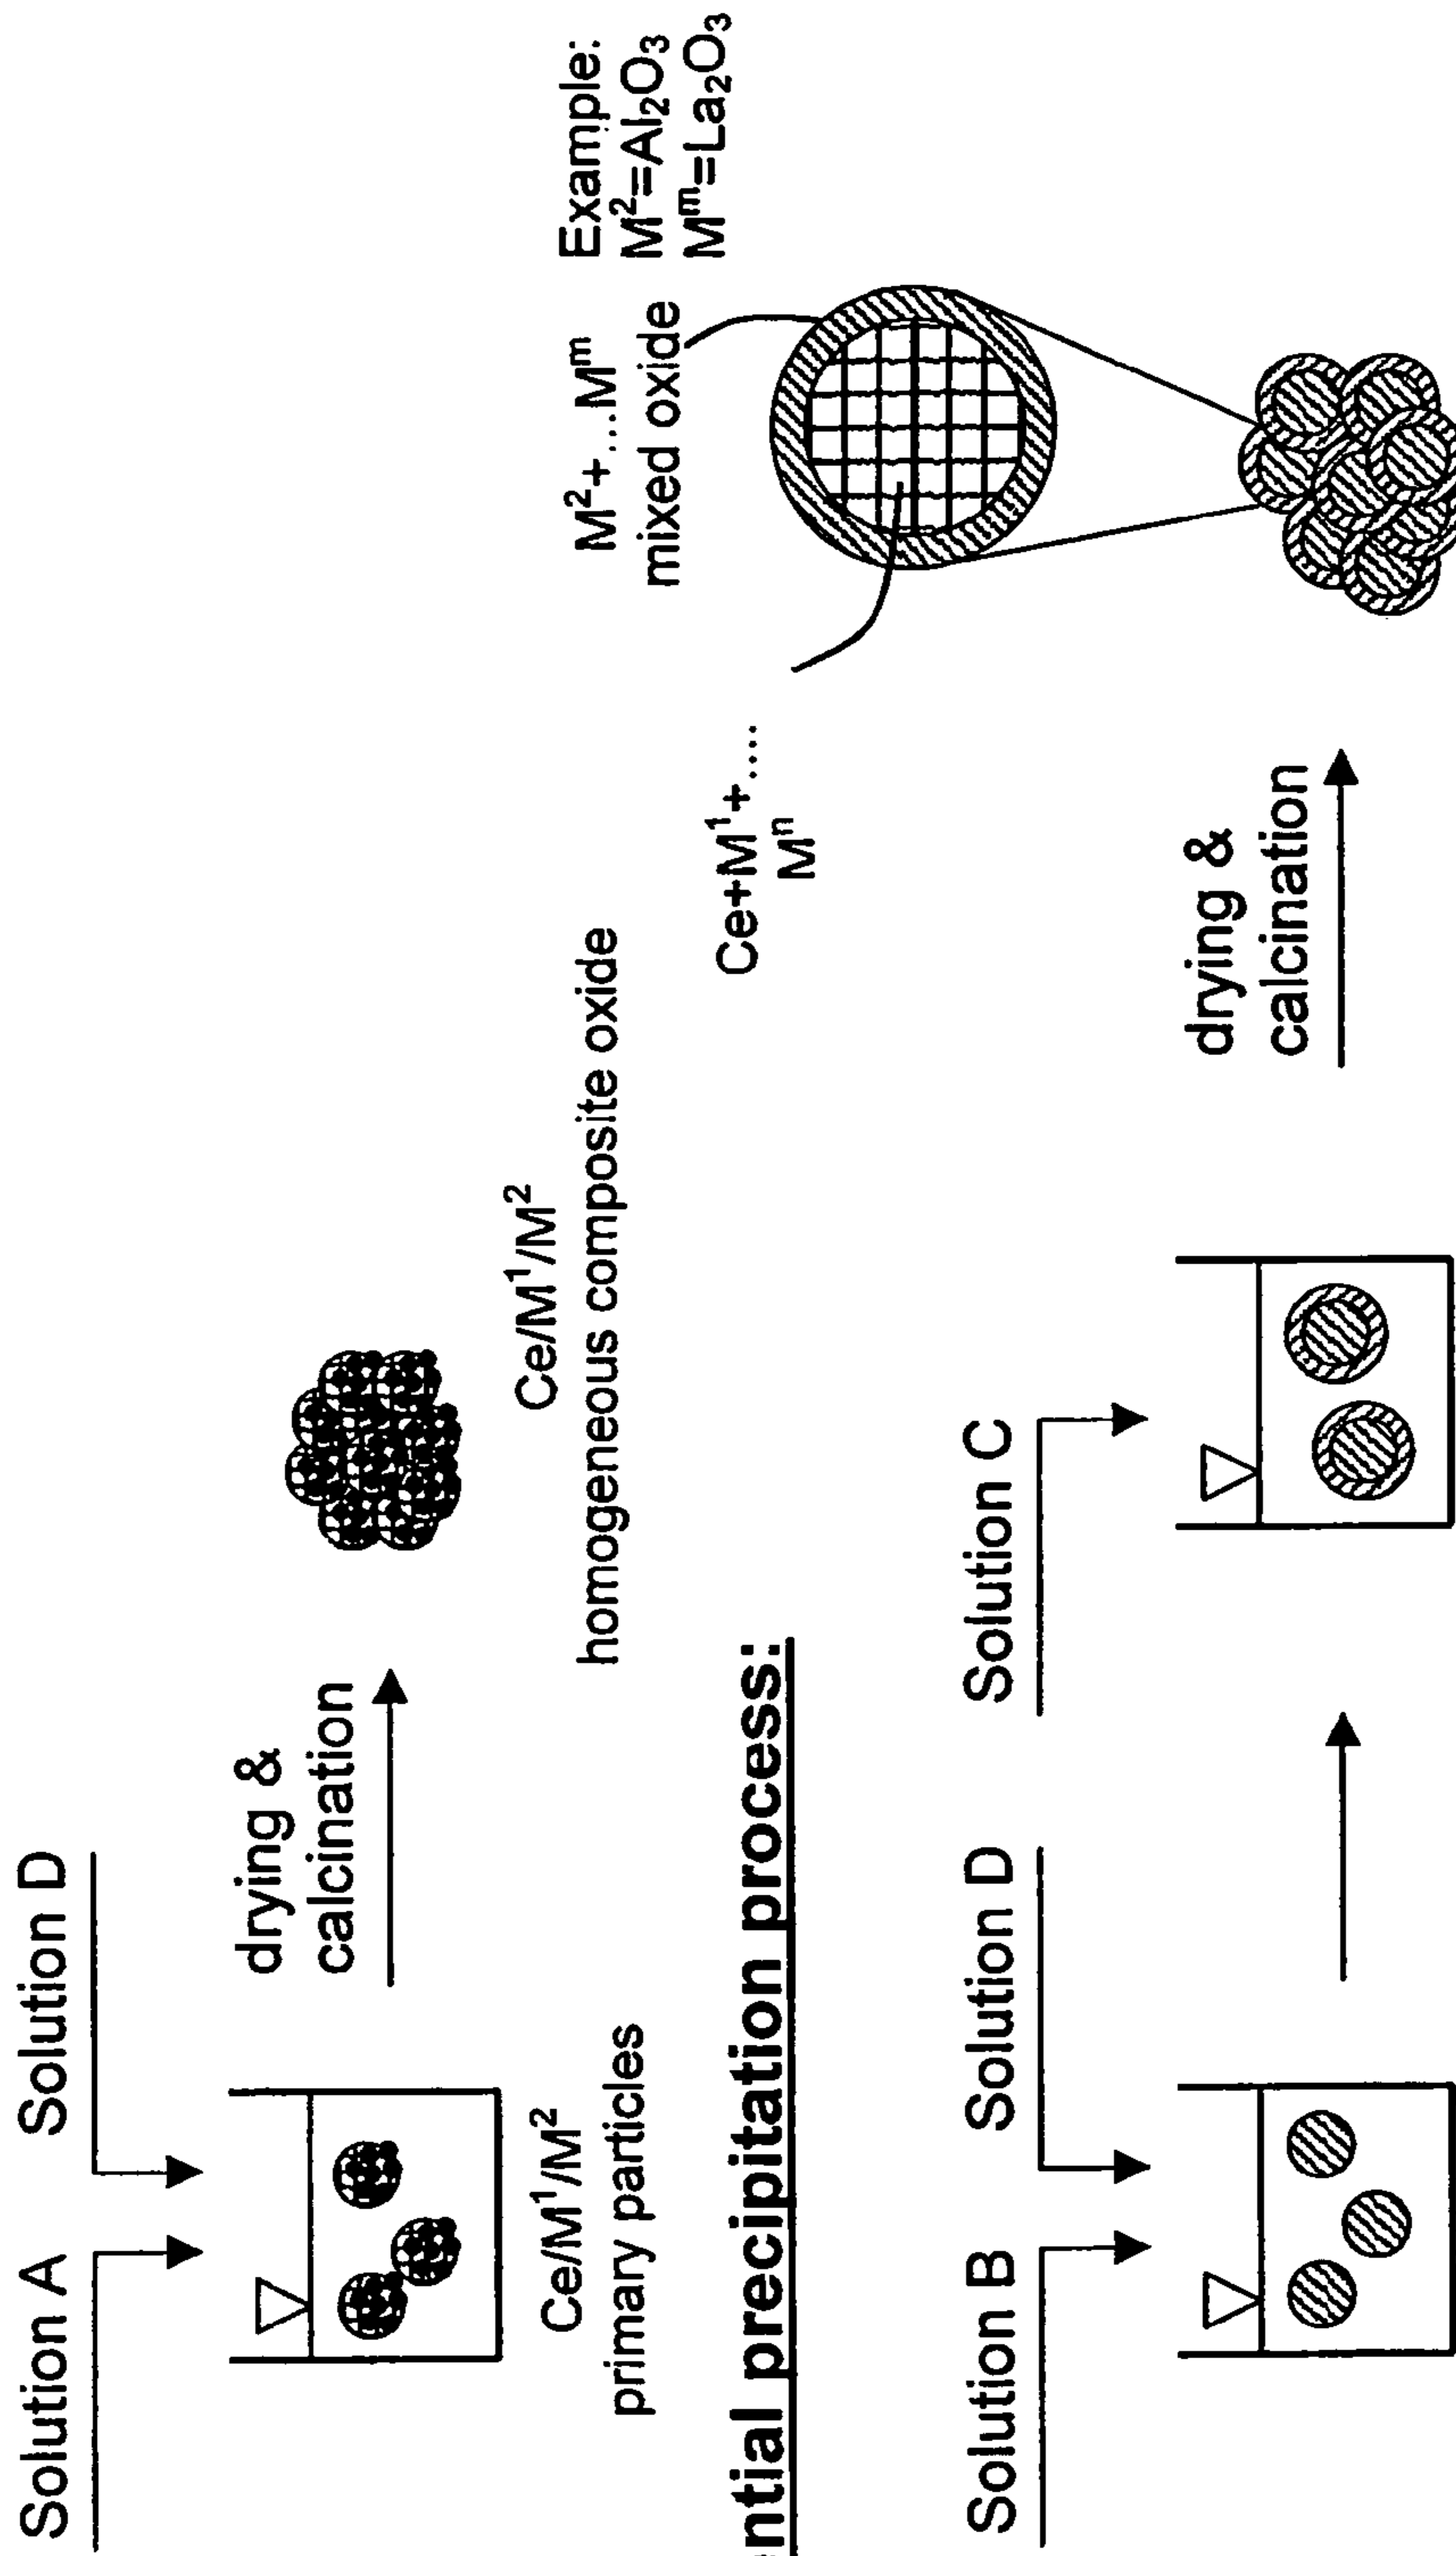 Solution A
Solution D
drying &
calcination
Ce/M¹/M²
primary particles
Ce/M¹/M²
homogeneous composite oxide
precipitation process:
Solution B
Solution D
Solution C
drying &
calcination
Ce+M¹+....
Mⁿ
M²+....Mᵐ
mixed oxide
Example:
M²=Al₂O₃
Mᵐ=La₂O₃